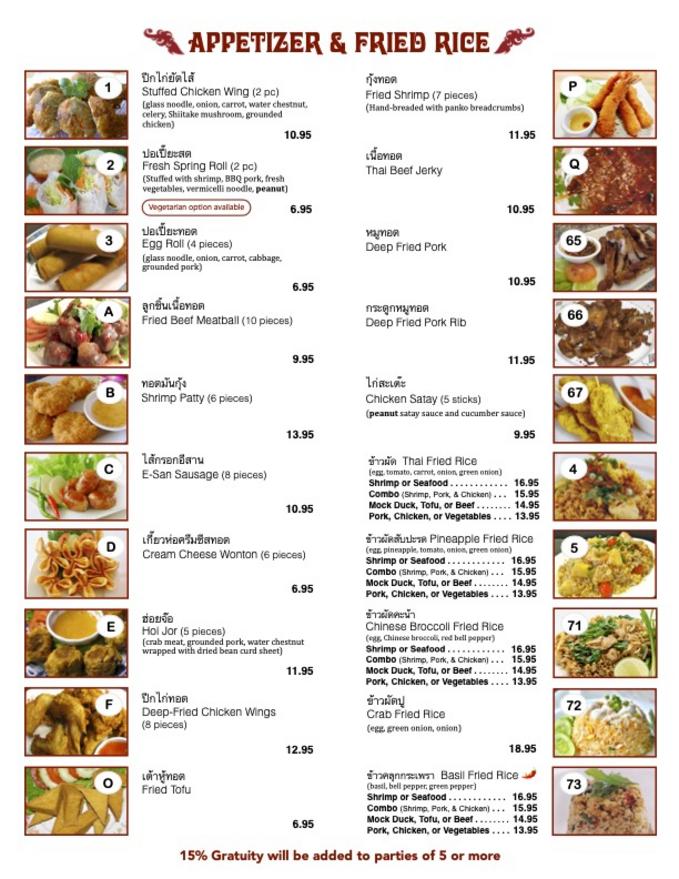 APPETIZER & FRIED RICE
1
ปีกไก่ยัดไส้
Stuffed Chicken Wing (2 pc)
(glass noodle, onion, carrot, water chestnut,
celery, Shiitake mushroom, grounded
chicken)
10.95
2
ปอเปี๊ยะสด
Fresh Spring Roll (2 pc)
(Stuffed with shrimp, BBQ pork, fresh
vegetables, vermicelli noodle, peanut)
Vegetarian option available
6.95
3
ปอเปี๊ยะทอด
Egg Roll (4 pieces)
(glass noodle, onion, carrot, cabbage,
grounded pork)
6.95
A
ลูกชิ้นเนื้อทอด
Fried Beef Meatball (10 pieces)
9.95
B
ทอดมันกุ้ง
Shrimp Patty (6 pieces)
13.95
C
ไส้กรอกอีสาน
E-San Sausage (8 pieces)
10.95
D
เกี๊ยวห่อครีมชีสทอด
Cream Cheese Wonton (6 pieces)
6.95
E
ฮ่อยจ๊อ
Hoi Jor (5 pieces)
(crab meat, grounded pork, water chestnut
wrapped with dried bean curd sheet)
11.95
F
ปีกไก่ทอด
Deep-Fried Chicken Wings
(8 pieces)
12.95
O
เต้าหู้ทอด
Fried Tofu
6.95
กุ้งทอด
Fried Shrimp (7 pieces)
(Hand-breaded with panko breadcrumbs)
11.95
P
เนื้อทอด
Thai Beef Jerky
10.95
Q
หมูทอด
Deep Fried Pork
10.95
65
กระดูกหมูทอด
Deep Fried Pork Rib
11.95
66
ไก่สะเต๊ะ
Chicken Satay (5 sticks)
(peanut satay sauce and cucumber sauce)
9.95
67
ข้าวผัด Thai Fried Rice
(egg, tomato, carrot, onion, green onion)
Shrimp or Seafood . . . . . . . . . . . . 16.95
Combo (Shrimp, Pork, & Chicken) . . . 15.95
Mock Duck, Tofu, or Beef . . . . . . . . 14.95
Pork, Chicken, or Vegetables . . . . 13.95
4
ข้าวผัดสับปะรด Pineapple Fried Rice
(egg, pineapple, tomato, onion, green onion)
Shrimp or Seafood . . . . . . . . . . . . 16.95
Combo (Shrimp, Pork, & Chicken) . . . 15.95
Mock Duck, Tofu, or Beef . . . . . . . . 14.95
Pork, Chicken, or Vegetables . . . . 13.95
5
ข้าวผัดคะน้า
Chinese Broccoli Fried Rice
(egg, Chinese broccoli, red bell pepper)
Shrimp or Seafood . . . . . . . . . . . . 16.95
Combo (Shrimp, Pork, & Chicken) . . . 15.95
Mock Duck, Tofu, or Beef . . . . . . . . 14.95
Pork, Chicken, or Vegetables . . . . 13.95
71
ข้าวผัดปู
Crab Fried Rice
(egg, green onion, onion)
18.95
72
ข้าวคลุกกระเพรา Basil Fried Rice
(basil, bell pepper, green pepper)
Shrimp or Seafood . . . . . . . . . . . . 16.95
Combo (Shrimp, Pork, & Chicken) . . . 15.95
Mock Duck, Tofu, or Beef . . . . . . . . 14.95
Pork, Chicken, or Vegetables . . . . 13.95
73
15% Gratuity will be added to parties of 5 or more